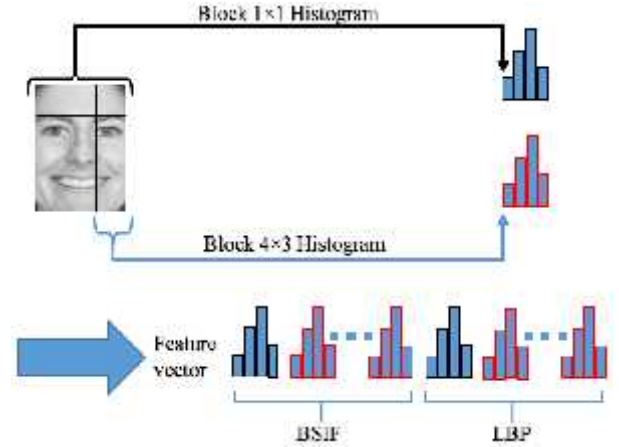 Block 1×1 Histogram
Block 4×3 Histogram
Feature
vector
BSIF
LBP